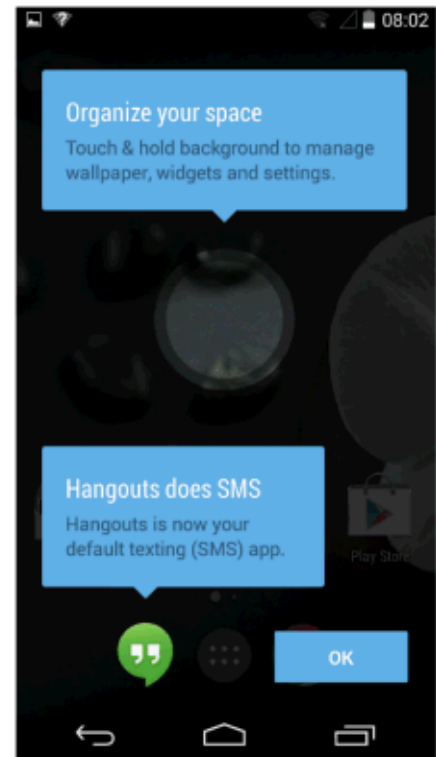 08:02
Organize your space
Touch & hold background to manage
wallpaper, widgets and settings.
Hangouts does SMS
Hangouts is now your
default texting (SMS) app.
Play Store
OK